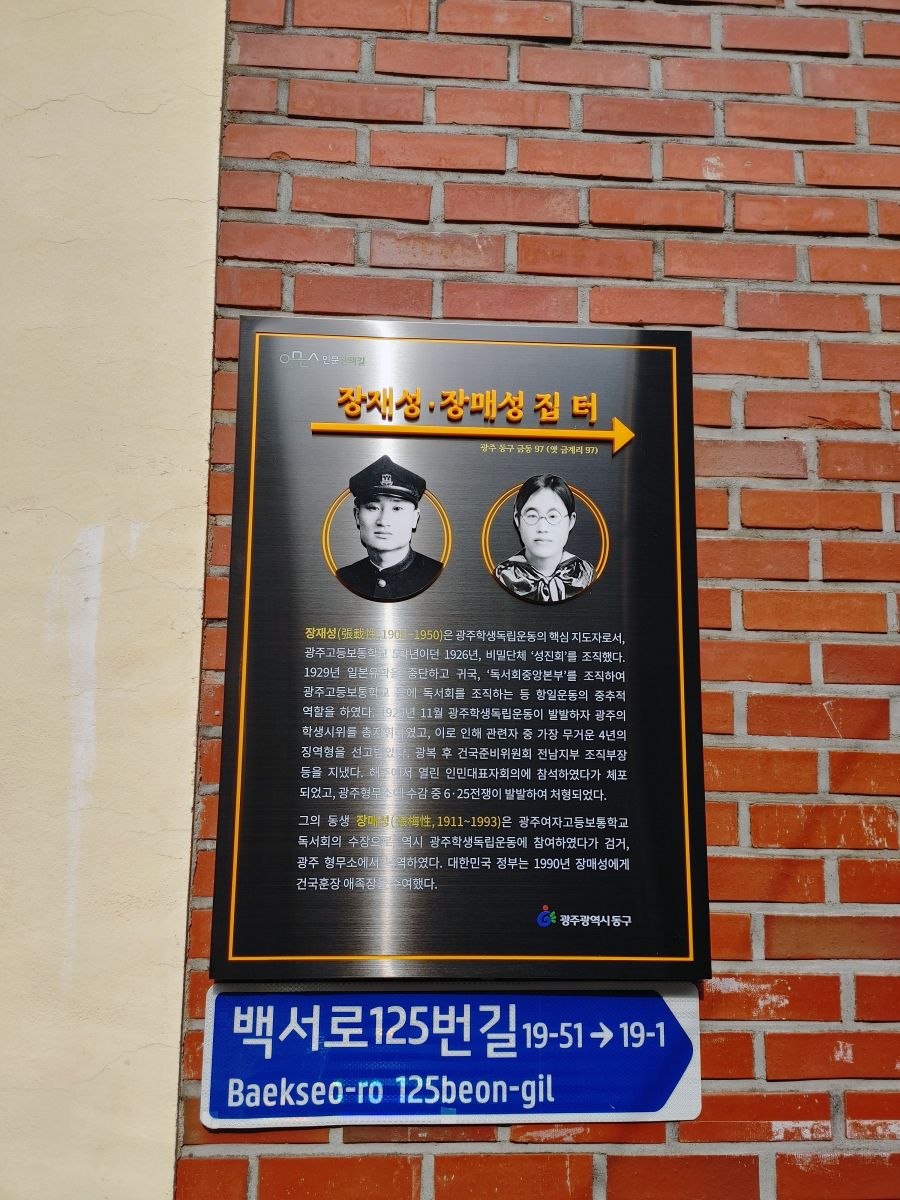 인문산책길
장재성·장매성 집 터
광주 동구 금동 97 (옛 금계리 97)
장재성(張載性, 1908~1950)은 광주학생독립운동의 핵심 지도자로서,
광주고등보통학교 5학년이던 1926년, 비밀단체 '성진회'를 조직했다.
1929년 일본유학을 중단하고 귀국, '독서회중앙본부'를 조직하여
광주고등보통학교 등에 독서회를 조직하는 등 항일운동의 중추적
역할을 하였다. 1929년 11월 광주학생독립운동이 발발하자 광주의
학생시위를 총지휘하였고, 이로 인해 관련자 중 가장 무거운 4년의
징역형을 선고받았다. 광복 후 건국준비위원회 전남지부 조직부장
등을 지냈다. 해주에서 열린 인민대표자회의에 참석하였다가 체포
되었고, 광주형무소에 수감 중 6·25전쟁이 발발하여 처형되었다.
그의 동생 장매성(張梅性, 1911~1993)은 광주여자고등보통학교
독서회의 수장으로 역시 광주학생독립운동에 참여하였다가 검거,
광주 형무소에서 복역하였다. 대한민국 정부는 1990년 장매성에게
건국훈장 애족장을 수여했다.
광주광역시 동구
백서로125번길 19-51 → 19-1
Baekseo-ro 125beon-gil